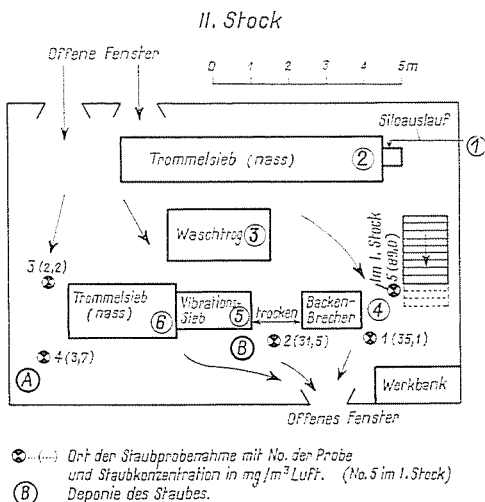 II. Stock
Offene Fenster
0 1 2 3 4 5m
Siloauslauf
1
Trommelsieb (nass) 2
Waschtrog 3
Im I. Stock
5 (89,0)
3 (2,2)
Trommelsieb
(nass) 6
Vibrations-
Sieb 5
trocken
Backen-
Brecher 4
B
2 (31,5)
1 (35,1)
4 (3,7)
A
Werkbank
Offenes Fenster
(...) Ort der Staubprobenahme mit No. der Probe
und Staubkonzentration in mg/m³ Luft. (No. 5 im I. Stock)
B Deponie des Staubes.